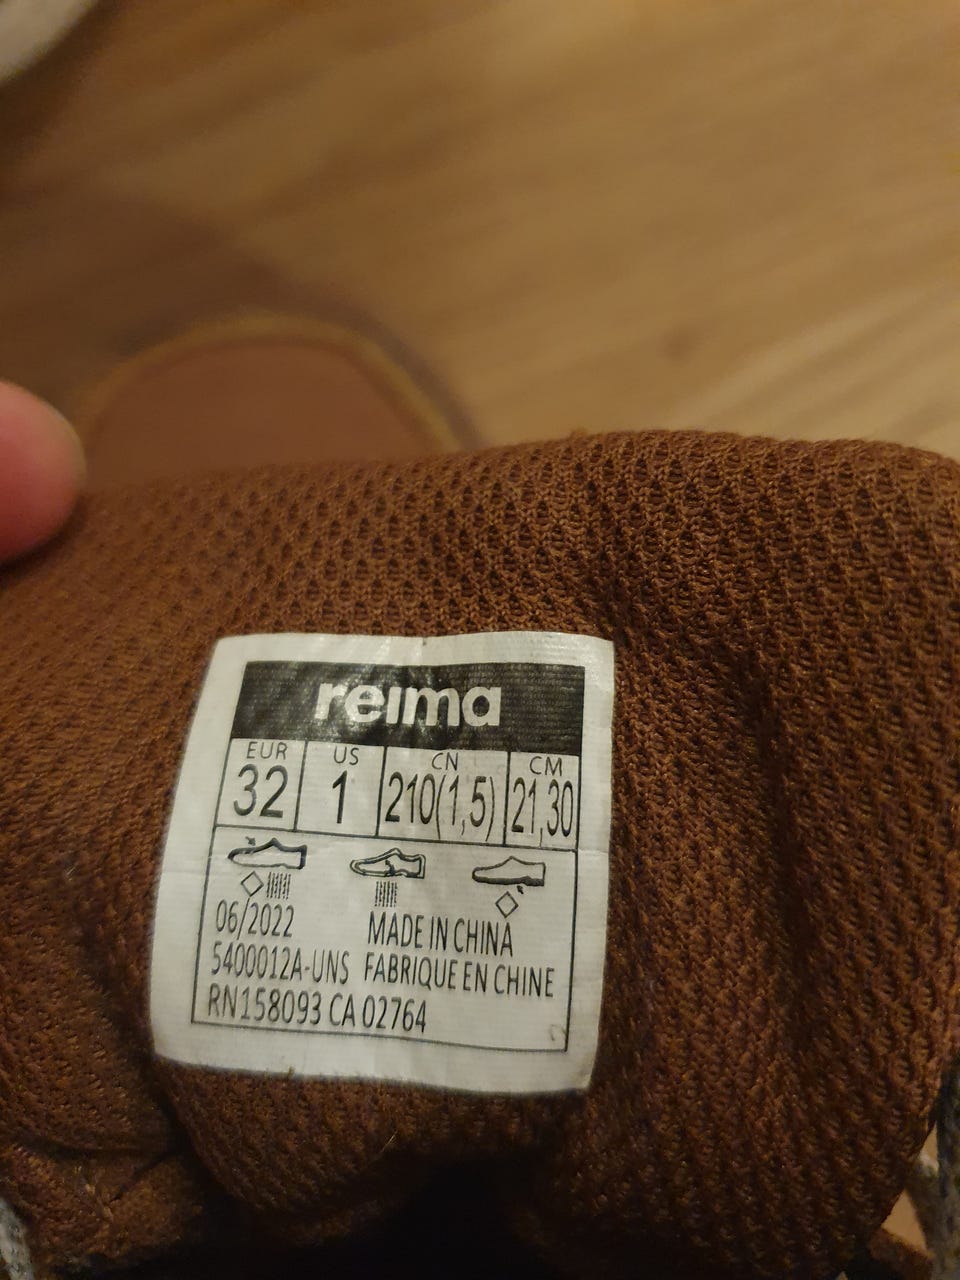 reima
EUR US CN CM
32 1 210(1,5) 21,30
06/2022 MADE IN CHINA
5400012A-UNS FABRIQUE EN CHINE
RN158093 CA 02764